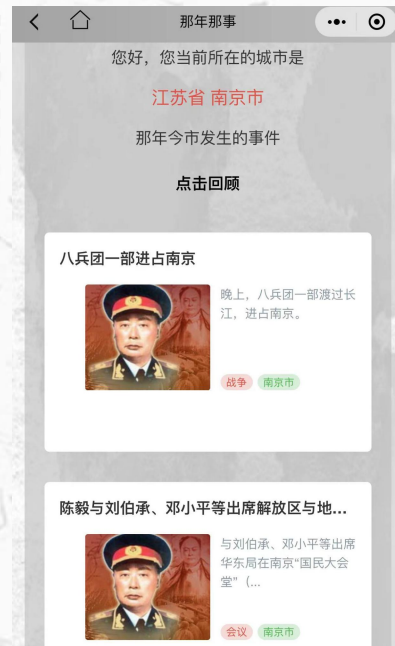 那年那事
您好，您当前所在的城市是
江苏省 南京市
那年今市发生的事件
点击回顾
八兵团一部进占南京
晚上，八兵团一部渡过长
江，进占南京。
战争 南京市
陈毅与刘伯承、邓小平等出席解放区与地...
与刘伯承、邓小平等出席
华东局在南京“国民大会
堂”（...
会议 南京市